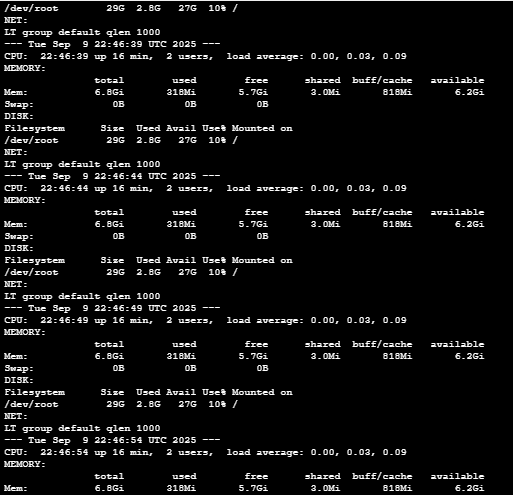 /dev/root        29G  2.8G   27G  10% /
NET:
LT group default qlen 1000
--- Tue Sep  9 22:46:39 UTC 2025 ---
CPU:  22:46:39 up 16 min,  2 users,  load average: 0.00, 0.03, 0.09
MEMORY:
               total        used        free      shared  buff/cache   available
Mem:           6.8Gi       318Mi       5.7Gi       3.0Mi       818Mi       6.2Gi
Swap:             0B          0B          0B
DISK:
Filesystem      Size  Used Avail Use% Mounted on
/dev/root        29G  2.8G   27G  10% /
NET:
LT group default qlen 1000
--- Tue Sep  9 22:46:44 UTC 2025 ---
CPU:  22:46:44 up 16 min,  2 users,  load average: 0.00, 0.03, 0.09
MEMORY:
               total        used        free      shared  buff/cache   available
Mem:           6.8Gi       318Mi       5.7Gi       3.0Mi       818Mi       6.2Gi
Swap:             0B          0B          0B
DISK:
Filesystem      Size  Used Avail Use% Mounted on
/dev/root        29G  2.8G   27G  10% /
NET:
LT group default qlen 1000
--- Tue Sep  9 22:46:49 UTC 2025 ---
CPU:  22:46:49 up 16 min,  2 users,  load average: 0.00, 0.03, 0.09
MEMORY:
               total        used        free      shared  buff/cache   available
Mem:           6.8Gi       318Mi       5.7Gi       3.0Mi       818Mi       6.2Gi
Swap:             0B          0B          0B
DISK:
Filesystem      Size  Used Avail Use% Mounted on
/dev/root        29G  2.8G   27G  10% /
NET:
LT group default qlen 1000
--- Tue Sep  9 22:46:54 UTC 2025 ---
CPU:  22:46:54 up 16 min,  2 users,  load average: 0.00, 0.03, 0.09
MEMORY:
               total        used        free      shared  buff/cache   available
Mem:           6.8Gi       318Mi       5.7Gi       3.0Mi       818Mi       6.2Gi